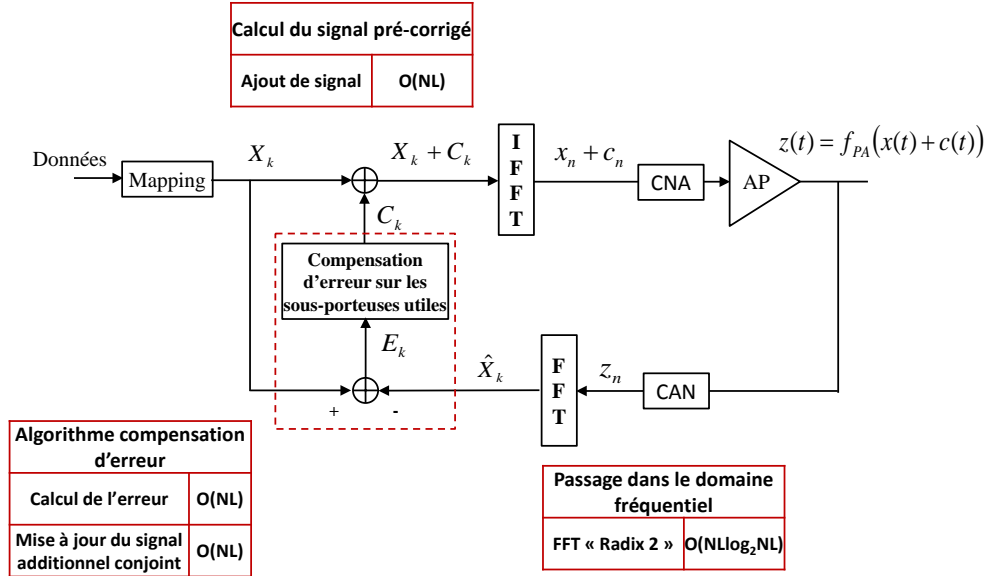 Calcul du signal pré-corrigé
Ajout de signal O(NL)
Données
Mapping
X_k
X_k + C_k
I
F
F
T
x_n + c_n
CNA
AP
z(t) = f_{PA}(x(t) + c(t))
C_k
Compensation
d'erreur sur les
sous-porteuses utiles
E_k
+ -
X̂_k
F
F
T
z_n
CAN
Algorithme compensation
d'erreur
Calcul de l'erreur O(NL)
Mise à jour du signal
additionnel conjoint O(NL)
Passage dans le domaine
fréquentiel
FFT « Radix 2 » O(NLlog₂NL)